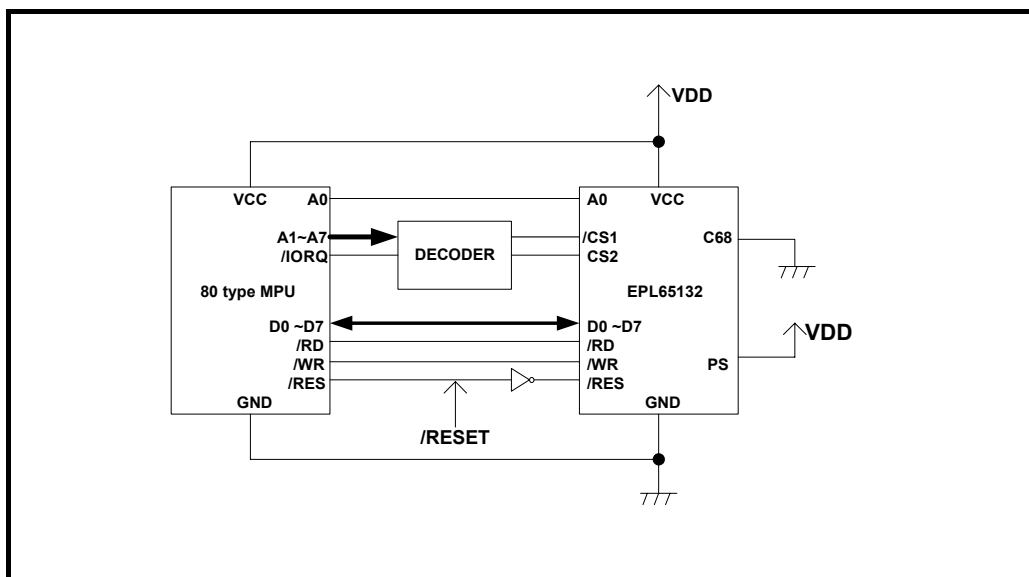 VDD
VCC
A0
A1~A7
/IORQ
80 type MPU
D0 ~D7
/RD
/WR
/RES
GND
DECODER
/RESET
A0
VCC
/CS1
CS2
C68
EPL65132
D0 ~D7
/RD
/WR
/RES
PS
GND
VDD